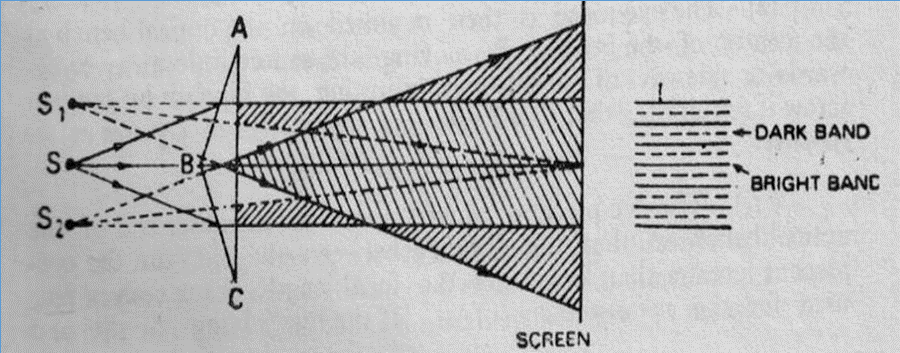 A
S1
S
B
S2
C
SCREEN
DARK BAND
BRIGHT BAND